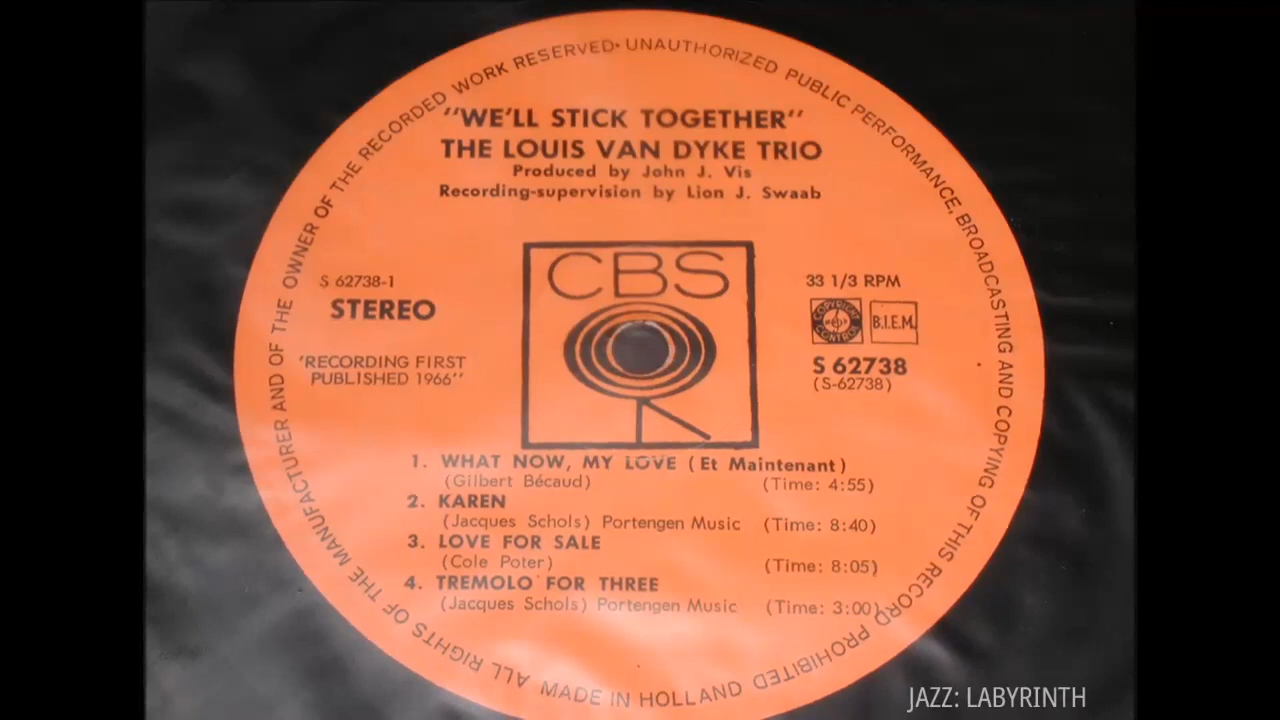 "WE'LL STICK TOGETHER"
THE LOUIS VAN DYKE TRIO
Produced by John J. Vis
Recording-supervision by Lion J. Swaab
S 62738-1
STEREO
'RECORDING FIRST
PUBLISHED 1966"
CBS
33 1/3 RPM
COPYRIGHT
CONTROL
B.I.E.M.
S 62738
(S-62738)
1. WHAT NOW, MY LOVE (Et Maintenant)
(Gilbert Bécaud) (Time: 4:55)
2. KAREN
(Jacques Schols) Portengen Music (Time: 8:40)
3. LOVE FOR SALE
(Cole Poter) (Time: 8:05)
4. TREMOLO FOR THREE
(Jacques Schols) Portengen Music (Time: 3:00)
ALL RIGHTS OF THE MANUFACTURER AND OF THE OWNER OF THE RECORDED WORK RESERVED· UNAUTHORIZED PUBLIC PERFORMANCE, BROADCASTING AND COPYING OF THIS RECORD PROHIBITED
MADE IN HOLLAND
JAZZ: LABYRINTH